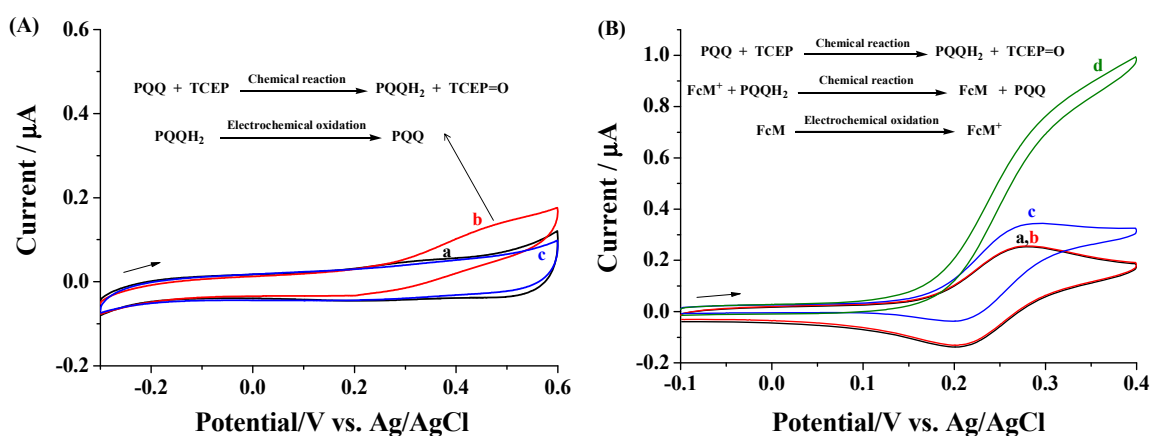 (A)
0.6
0.4
0.2
0.0
-0.2
Current / µA
PQQ + TCEP Chemical reaction PQQH₂ + TCEP=O
PQQH₂ Electrochemical oxidation PQQ
b
a
c
-0.2 0.0 0.2 0.4 0.6
Potential/V vs. Ag/AgCl
(B)
1.0
0.8
0.6
0.4
0.2
0.0
-0.2
Current / µA
PQQ + TCEP Chemical reaction PQQH₂ + TCEP=O
d
FcM⁺ + PQQH₂ Chemical reaction FcM + PQQ
FcM Electrochemical oxidation FcM⁺
c
a,b
-0.1 0.0 0.1 0.2 0.3 0.4
Potential/V vs. Ag/AgCl